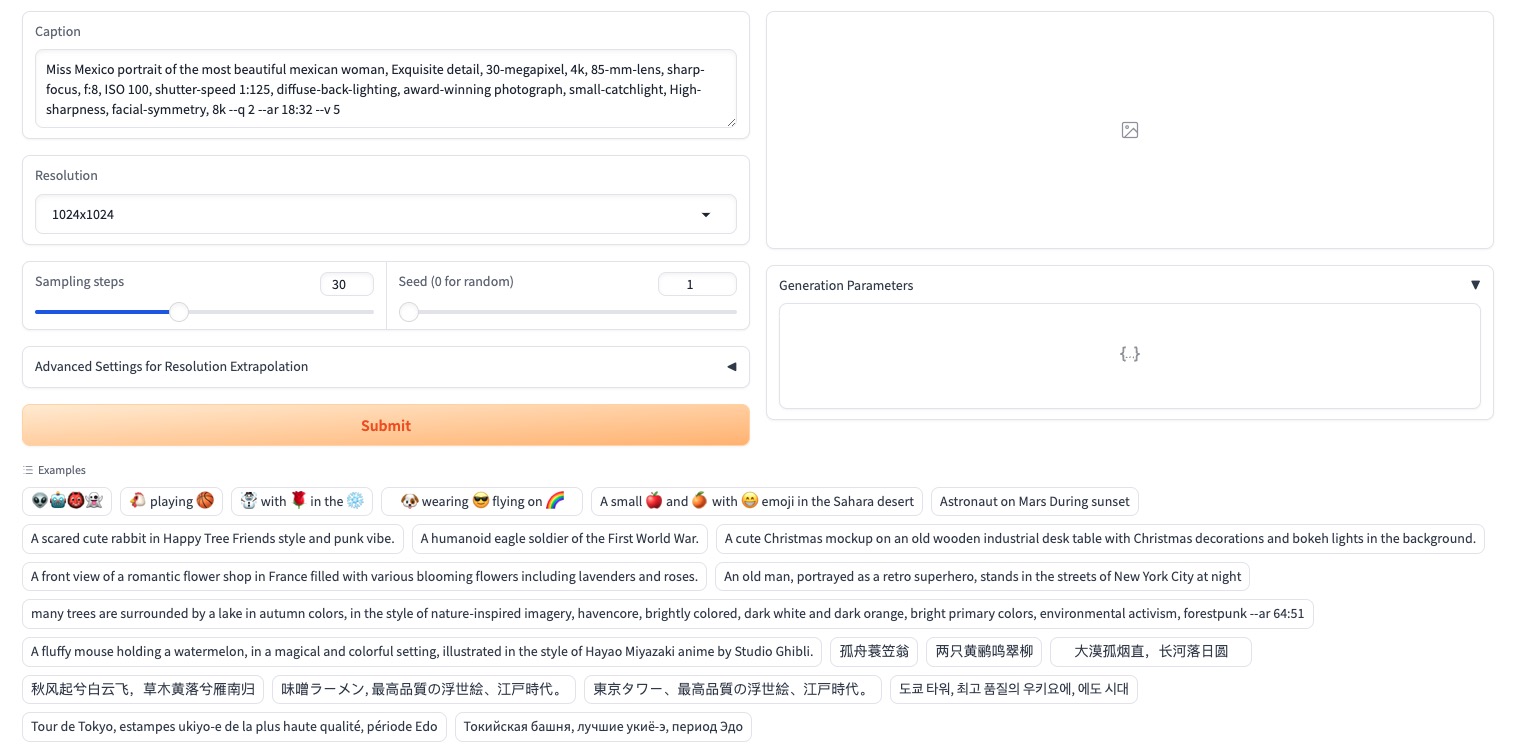 Caption
Miss Mexico portrait of the most beautiful mexican woman, Exquisite detail, 30-megapixel, 4k, 85-mm-lens, sharp-
focus, f:8, ISO 100, shutter-speed 1:125, diffuse-back-lighting, award-winning photograph, small-catchlight, High-
sharpness, facial-symmetry, 8k --q 2 --ar 18:32 --v 5
Resolution
1024x1024
Sampling steps
30
Seed (0 for random)
1
Advanced Settings for Resolution Extrapolation
Submit
Generation Parameters
{...}
Examples
👽🤖👹👻
🐔 playing 🏀
☃️ with 🌹 in the ❄️
🐶 wearing 😎 flying on 🌈
A small 🍎 and 🍊 with 😁 emoji in the Sahara desert
Astronaut on Mars During sunset
A scared cute rabbit in Happy Tree Friends style and punk vibe.
A humanoid eagle soldier of the First World War.
A cute Christmas mockup on an old wooden industrial desk table with Christmas decorations and bokeh lights in the background.
A front view of a romantic flower shop in France filled with various blooming flowers including lavenders and roses.
An old man, portrayed as a retro superhero, stands in the streets of New York City at night
many trees are surrounded by a lake in autumn colors, in the style of nature-inspired imagery, havencore, brightly colored, dark white and dark orange, bright primary colors, environmental activism, forestpunk --ar 64:51
A fluffy mouse holding a watermelon, in a magical and colorful setting, illustrated in the style of Hayao Miyazaki anime by Studio Ghibli.
孤舟蓑笠翁
两只黄鹂鸣翠柳
大漠孤烟直，长河落日圆
秋风起兮白云飞，草木黄落兮雁南归
味噌ラーメン, 最高品質の浮世絵、江戸時代。
東京タワー、最高品質の浮世絵、江戸時代。
도쿄 타워, 최고 품질의 우키요에, 에도 시대
Tour de Tokyo, estampes ukiyo-e de la plus haute qualité, période Edo
Токийская башня, лучшие укиё-э, период Эдо